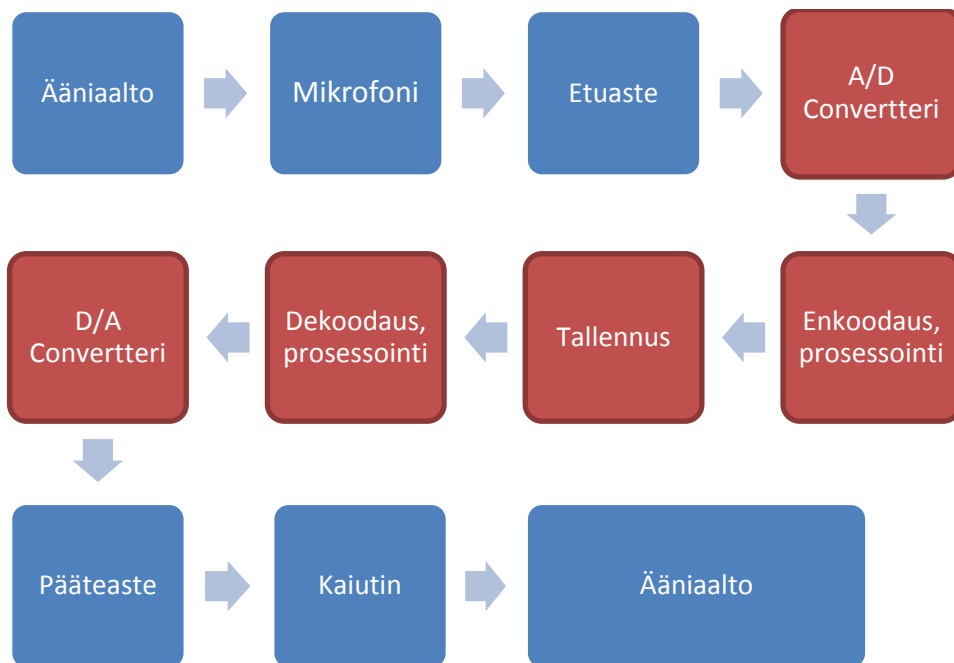 Ääniaalto
Mikrofoni
Etuaste
A/D
Convertteri
D/A
Convertteri
Dekoodaus,
prosessointi
Tallennus
Enkoodaus,
prosessointi
Pääteaste
Kaiutin
Ääniaalto